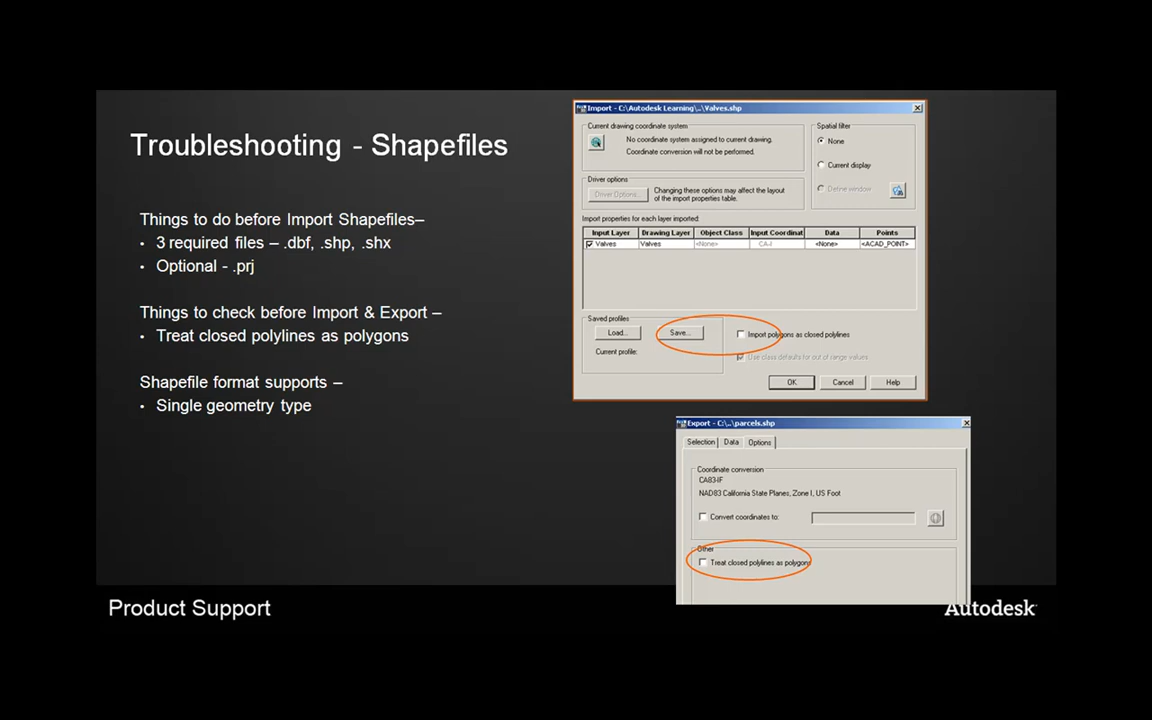 Troubleshooting - Shapefiles
Things to do before Import Shapefiles–
• 3 required files – .dbf, .shp, .shx
• Optional - .prj
Things to check before Import & Export –
• Treat closed polylines as polygons
Shapefile format supports –
• Single geometry type
Import - C:\Autodesk Learning\...\Valves.shp
Current drawing coordinate system
No coordinate system assigned to current drawing.
Coordinate conversion will not be performed.
Spatial filter
None
Current display
Define window
Driver options
Driver Options...
Changing these options may affect the layout
of the import properties table.
Import properties for each layer imported:
Input Layer Drawing Layer Object Class Input Coordinat Data Points
Valves Valves <None> CA-I <None> <ACAD_POINT>
Saved profiles
Load... Save...
Current profile:
Import polygons as closed polylines
Use class defaults for out of range values
OK Cancel Help
Export - C:\...\parcels.shp
Selection Data Options
Coordinate conversion
CA83-IF
NAD83 California State Planes, Zone I, US Foot
Convert coordinates to:
Other
Treat closed polylines as polygons
Product Support
Autodesk